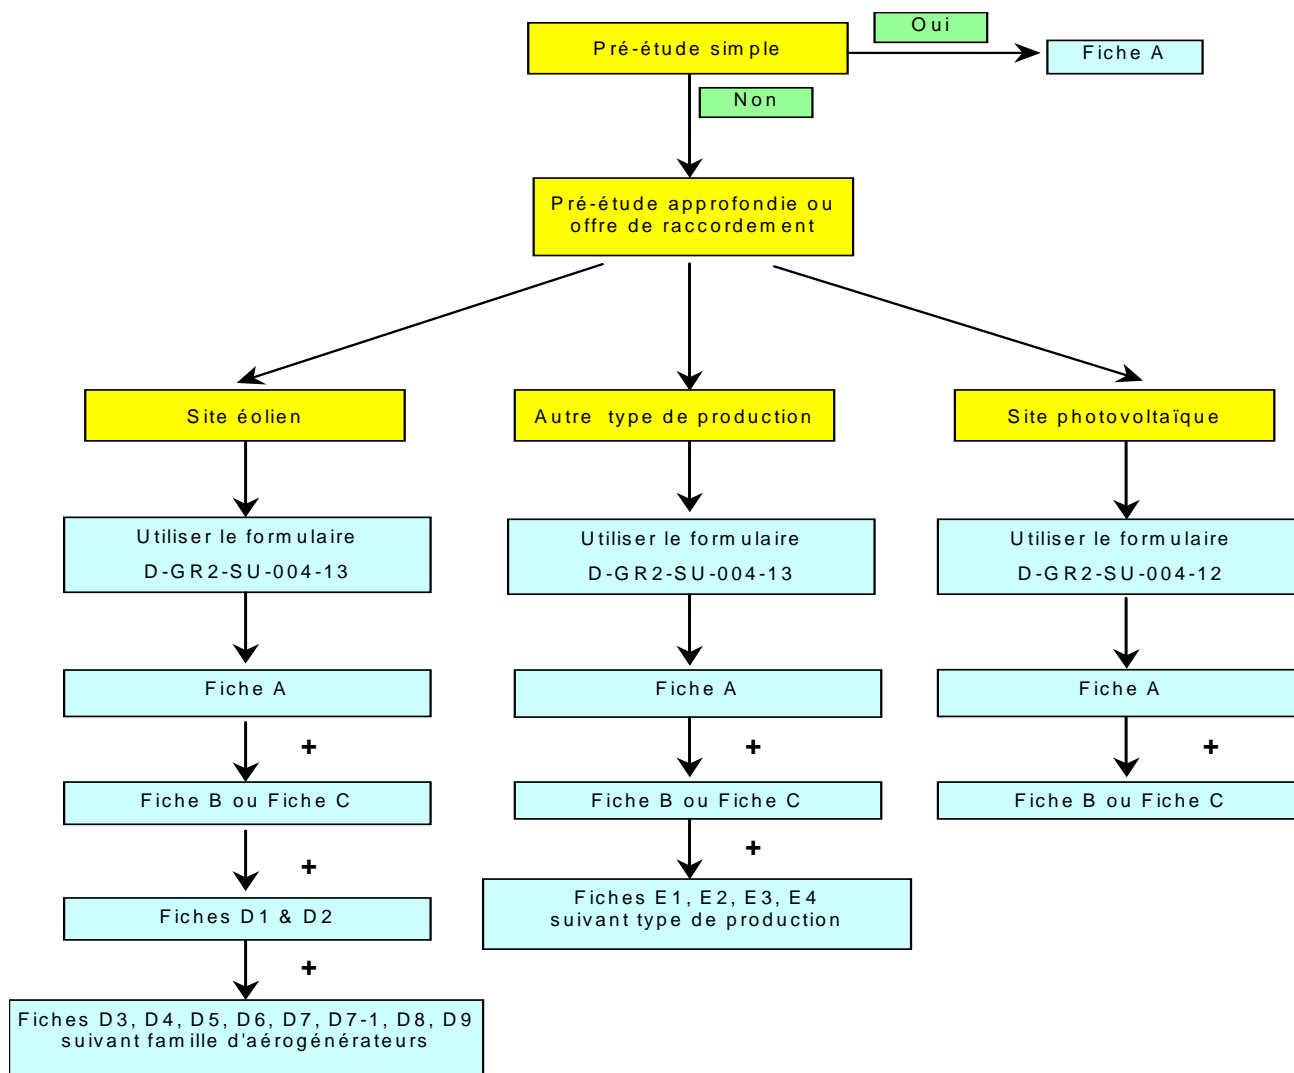 Oui
Pré-étude simple
Fiche A
Non
Pré-étude approfondie ou
offre de raccordement
Site éolien
Autre type de production
Site photovoltaïque
Utiliser le formulaire
D-GR2-SU-004-13
Utiliser le formulaire
D-GR2-SU-004-13
Utiliser le formulaire
D-GR2-SU-004-12
Fiche A
Fiche A
Fiche A
+
+
+
Fiche B ou Fiche C
Fiche B ou Fiche C
Fiche B ou Fiche C
+
+
Fiches D1 & D2
Fiches E1, E2, E3, E4
suivant type de production
+
Fiches D3, D4, D5, D6, D7, D7-1, D8, D9
suivant famille d'aérogénérateurs